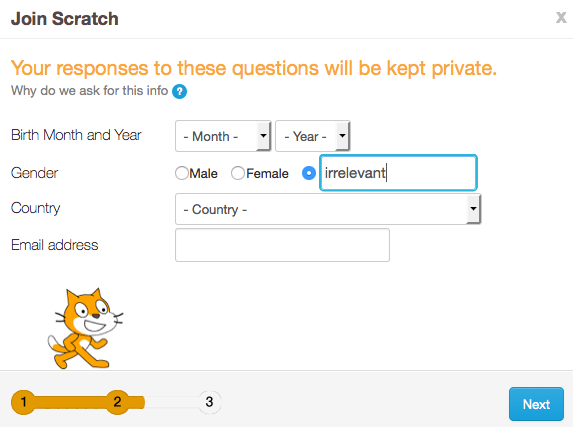 Join Scratch x
Your responses to these questions will be kept private.
Why do we ask for this info ?
Birth Month and Year - Month - - Year -
Gender Male Female irrelevant
Country - Country -
Email address
1 2 3 Next